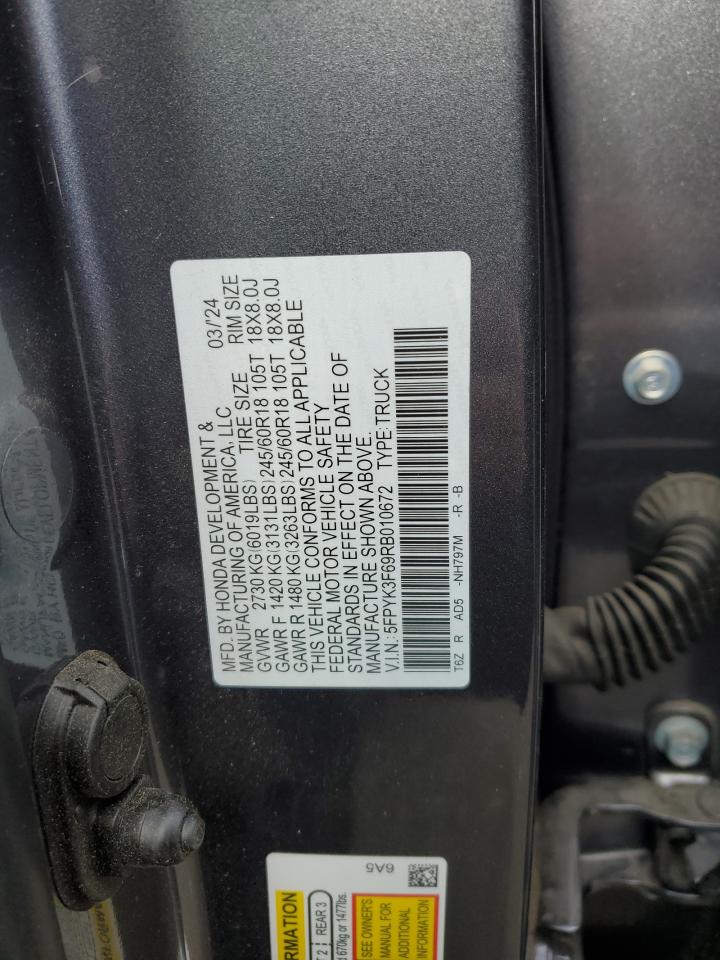 MFD. BY HONDA DEVELOPMENT &
MANUFACTURING OF AMERICA, LLC 03/'24
GVWR 2730 KG(6019LBS) TIRE SIZE RIM SIZE
GAWR F 1420 KG(3131LBS)245/60R18 105T 18X8.0J
GAWR R 1480 KG(3263LBS)245/60R18 105T 18X8.0J
THIS VEHICLE CONFORMS TO ALL APPLICABLE
FEDERAL MOTOR VEHICLE SAFETY
STANDARDS IN EFFECT ON THE DATE OF
MANUFACTURE SHOWN ABOVE.
V.I.N.: 5FPYK3F69RB010672 TYPE: TRUCK
T6Z R AD5 -NH797M -R -B
REAR 3
670kg or 1477lbs.
SEE OWNER'S
MANUAL FOR
ADDITIONAL
INFORMATION
6A5